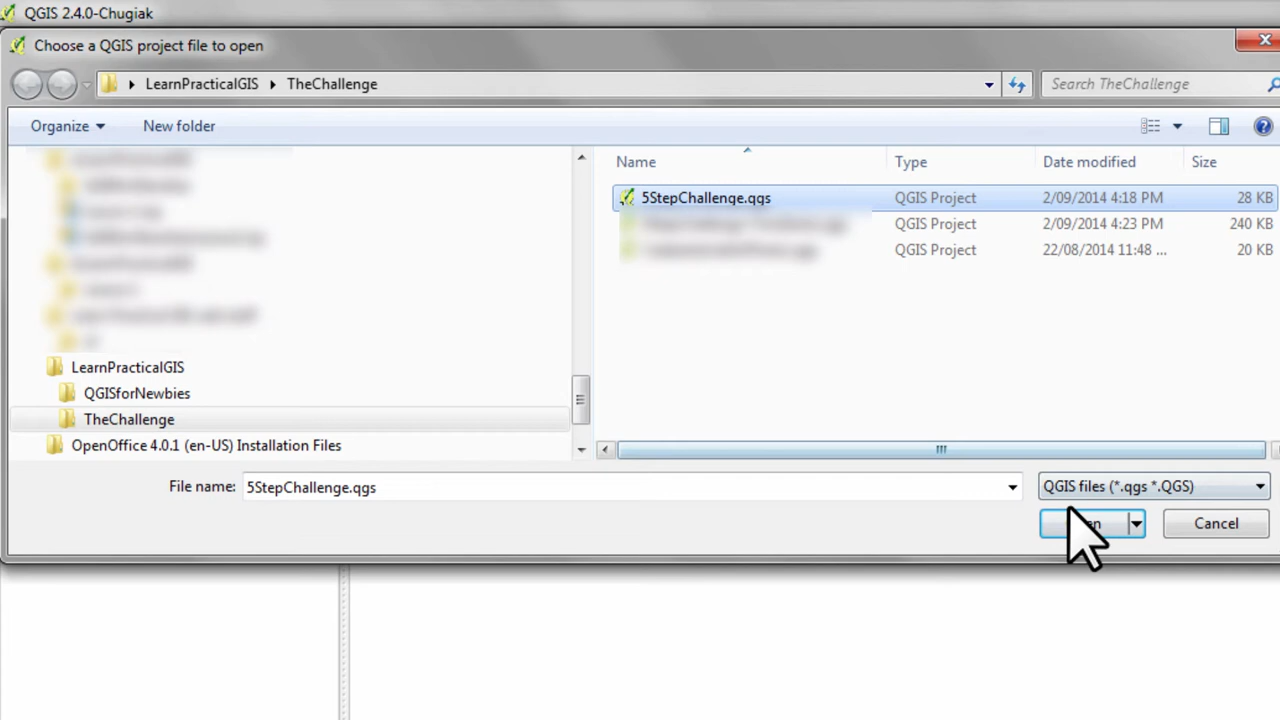 QGIS 2.4.0-Chugiak
Choose a QGIS project file to open
LearnPracticalGIS TheChallenge
Search TheChallenge
Organize New folder
Name Type Date modified Size
5StepChallenge.qgs QGIS Project 2/09/2014 4:18 PM 28 KB
QGIS Project 2/09/2014 4:23 PM 240 KB
QGIS Project 22/08/2014 11:48 ... 20 KB
LearnPracticalGIS
QGISforNewbies
TheChallenge
OpenOffice 4.0.1 (en-US) Installation Files
File name: 5StepChallenge.qgs QGIS files (*.qgs *.QGS)
Cancel